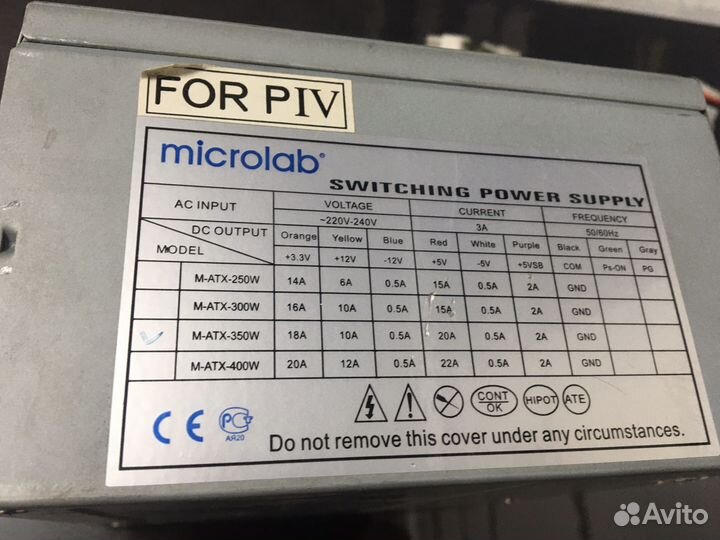 FOR PIV
microlab®
SWITCHING POWER SUPPLY
AC INPUT VOLTAGE CURRENT FREQUENCY
~220V-240V 3A 50/60Hz
DC OUTPUT Orange Yellow Blue Red White Purple Black Green Gray
MODEL +3.3V +12V -12V +5V -5V +5VSB COM Ps-ON PG
M-ATX-250W 14A 6A 0.5A 15A 0.5A 2A GND
M-ATX-300W 16A 10A 0.5A 15A 0.5A 2A GND
M-ATX-350W 18A 10A 0.5A 20A 0.5A 2A GND
M-ATX-400W 20A 12A 0.5A 22A 0.5A 2A GND
CE РСТ CONT OK HIPOT ATE
АЯ20
Do not remove this cover under any circumstances.
Avito